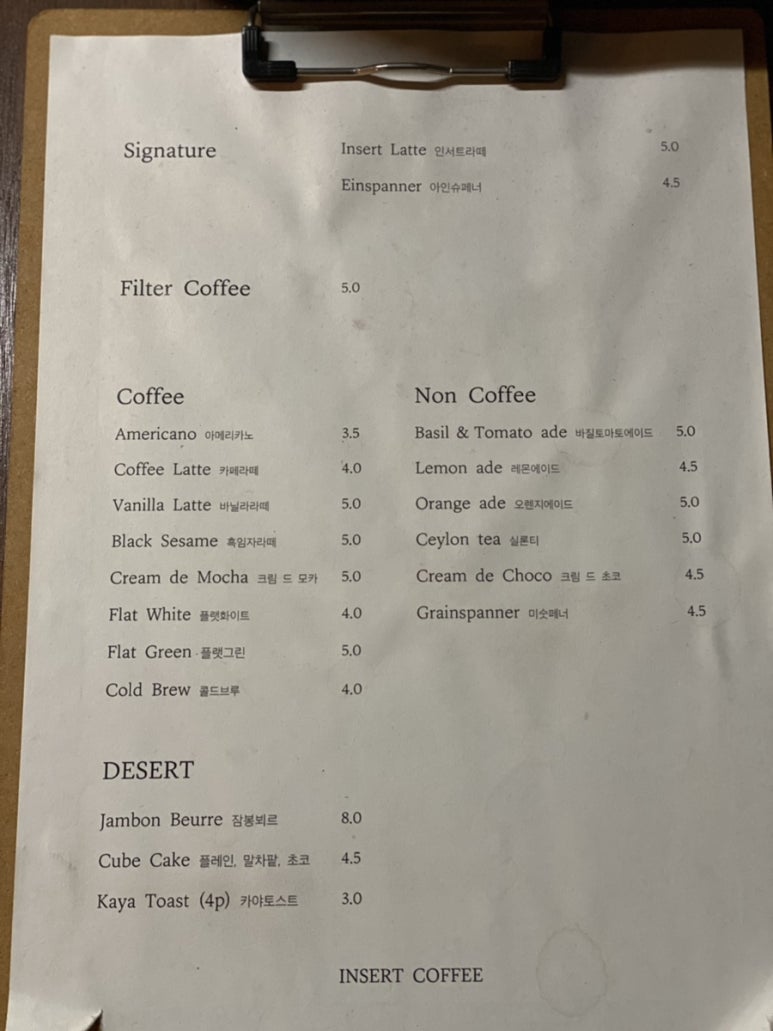 Signature
Insert Latte 인서트라떼 5.0
Einspanner 아인슈페너 4.5
Filter Coffee 5.0
Coffee
Americano 아메리카노 3.5
Coffee Latte 카페라떼 4.0
Vanilla Latte 바닐라라떼 5.0
Black Sesame 흑임자라떼 5.0
Cream de Mocha 크림 드 모카 5.0
Flat White 플랫화이트 4.0
Flat Green 플랫그린 5.0
Cold Brew 콜드브루 4.0
Non Coffee
Basil & Tomato ade 바질토마토에이드 5.0
Lemon ade 레몬에이드 4.5
Orange ade 오렌지에이드 5.0
Ceylon tea 실론티 5.0
Cream de Choco 크림 드 초코 4.5
Grainspanner 미숫페너 4.5
DESERT
Jambon Beurre 잠봉뵈르 8.0
Cube Cake 플레인, 말차팥, 초코 4.5
Kaya Toast (4p) 카야토스트 3.0
INSERT COFFEE